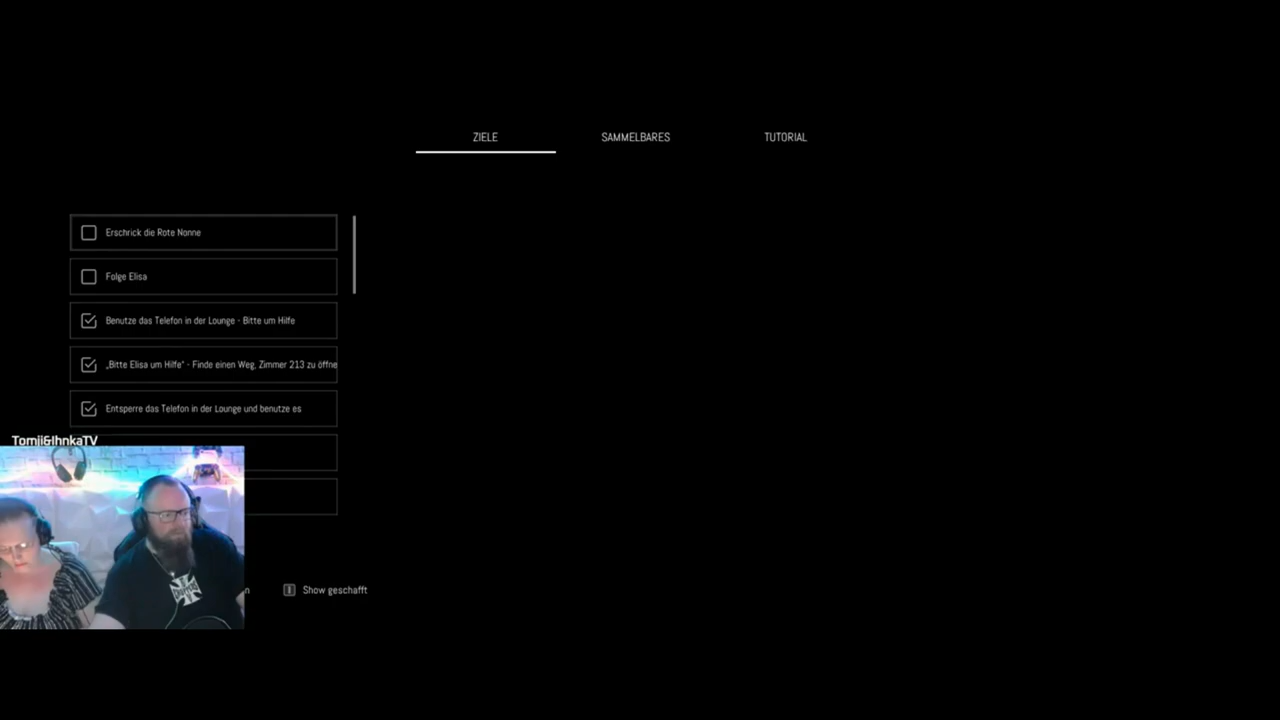 ZIELE SAMMELBARES TUTORIAL
Erschrick die Rote Nonne
Folge Elisa
Benutze das Telefon in der Lounge - Bitte um Hilfe
„Bitte Elisa um Hilfe" - Finde einen Weg, Zimmer 213 zu öffne
Entsperre das Telefon in der Lounge und benutze es
Tomji&IhnkaTV
n Show geschafft